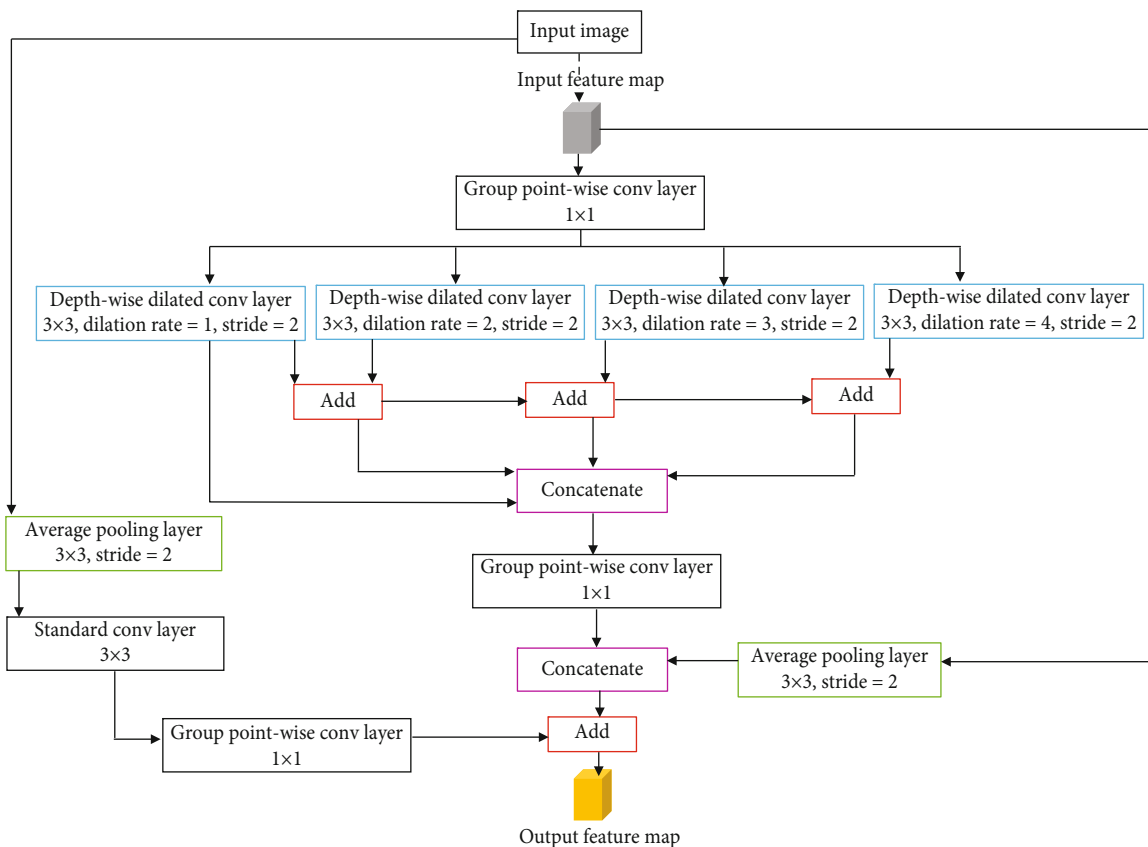 Input image
Input feature map
Group point-wise conv layer
1×1
Depth-wise dilated conv layer
3×3, dilation rate = 1, stride = 2
Depth-wise dilated conv layer
3×3, dilation rate = 2, stride = 2
Depth-wise dilated conv layer
3×3, dilation rate = 3, stride = 2
Depth-wise dilated conv layer
3×3, dilation rate = 4, stride = 2
Add
Add
Add
Concatenate
Average pooling layer
3×3, stride = 2
Group point-wise conv layer
1×1
Standard conv layer
3×3
Concatenate
Average pooling layer
3×3, stride = 2
Group point-wise conv layer
1×1
Add
Output feature map